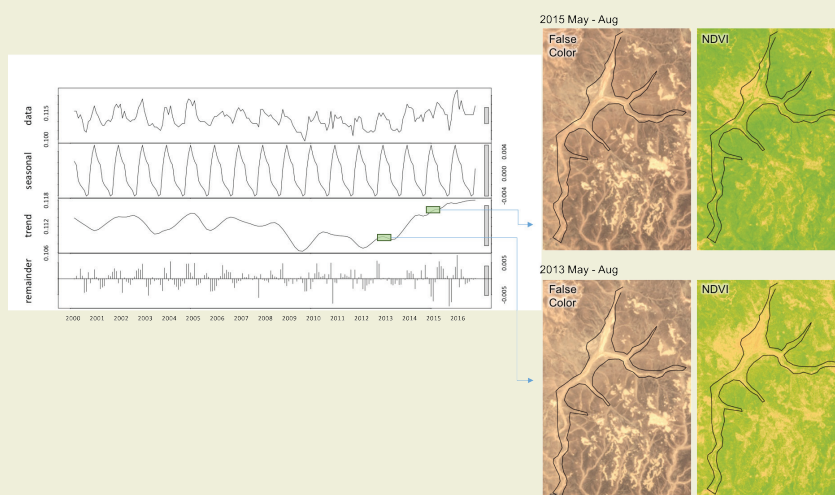 2015 May - Aug
False
Color
NDVI
data
0.100
0.115
seasonal
-0.004
0.000
0.004
trend
0.106
0.112
0.118
remainder
-0.005
0.005
2000 2001 2002 2003 2004 2005 2006 2007 2008 2009 2010 2011 2012 2013 2014 2015 2016
2013 May - Aug
False
Color
NDVI